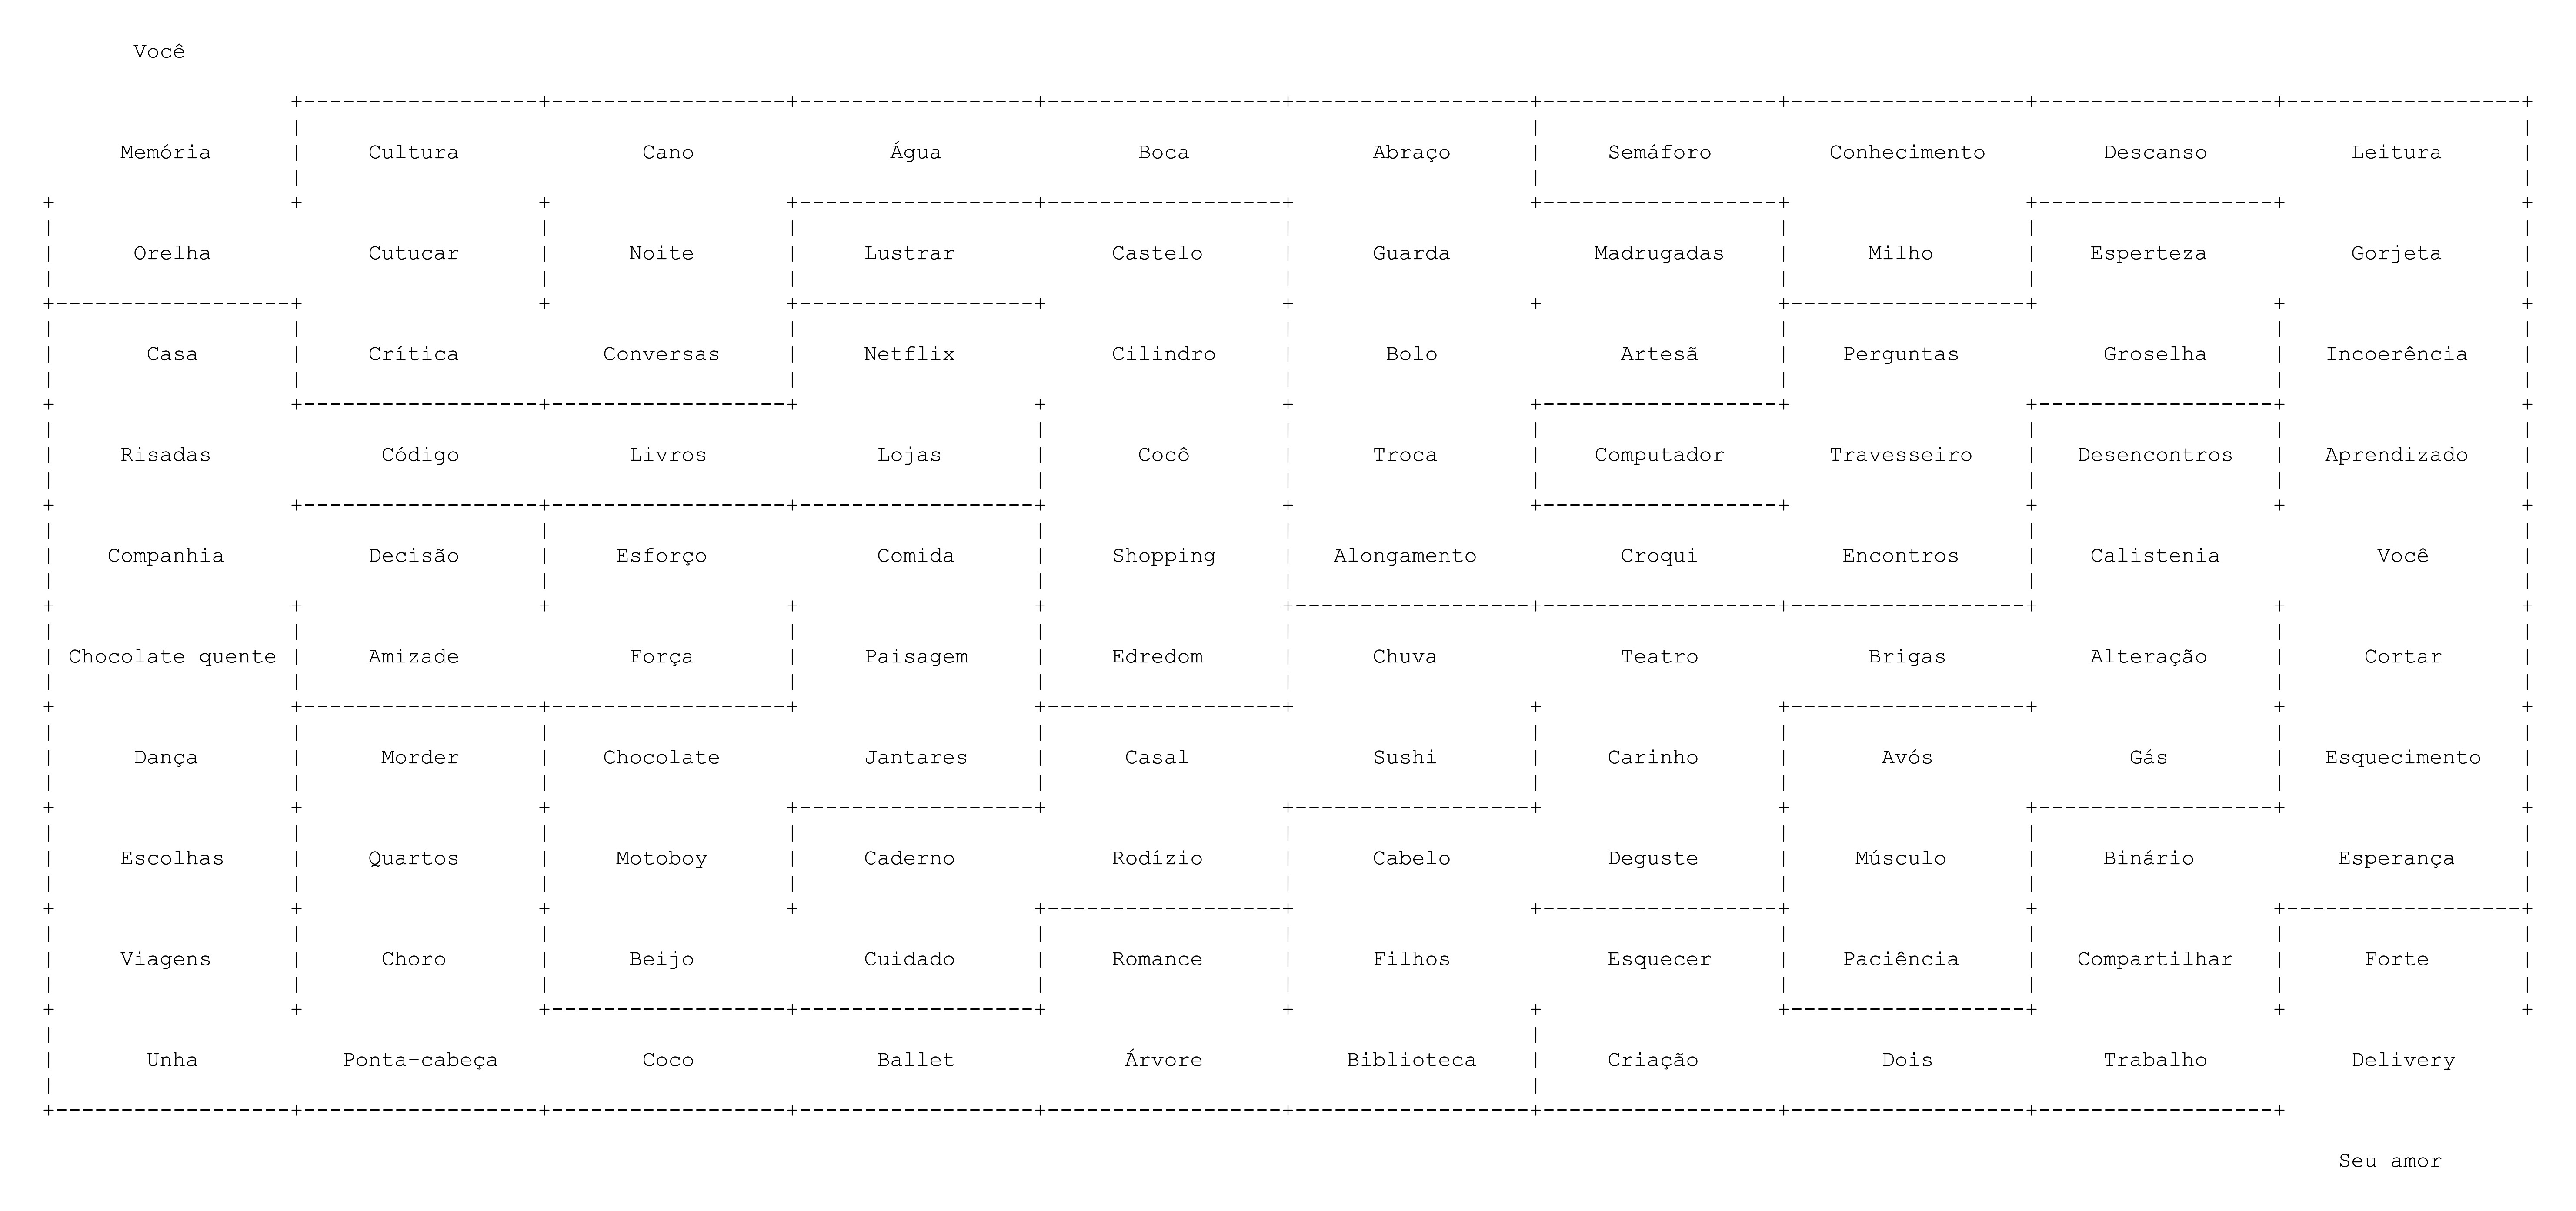 Você
Memória Cultura Cano Água Boca Abraço Semáforo Conhecimento Descanso Leitura
Orelha Cutucar Noite Lustrar Castelo Guarda Madrugadas Milho Esperteza Gorjeta
Casa Crítica Conversas Netflix Cilindro Bolo Artesã Perguntas Groselha Incoerência
Risadas Código Livros Lojas Cocô Troca Computador Travesseiro Desencontros Aprendizado
Companhia Decisão Esforço Comida Shopping Alongamento Croqui Encontros Calistenia Você
Chocolate quente Amizade Força Paisagem Edredom Chuva Teatro Brigas Alteração Cortar
Dança Morder Chocolate Jantares Casal Sushi Carinho Avós Gás Esquecimento
Escolhas Quartos Motoboy Caderno Rodízio Cabelo Deguste Músculo Binário Esperança
Viagens Choro Beijo Cuidado Romance Filhos Esquecer Paciência Compartilhar Forte
Unha Ponta-cabeça Coco Ballet Árvore Biblioteca Criação Dois Trabalho Delivery
Seu amor